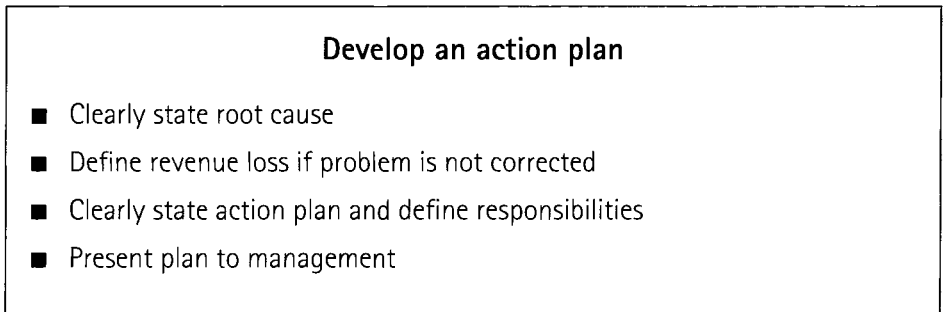 Develop an action plan
■ Clearly state root cause
■ Define revenue loss if problem is not corrected
■ Clearly state action plan and define responsibilities
■ Present plan to management